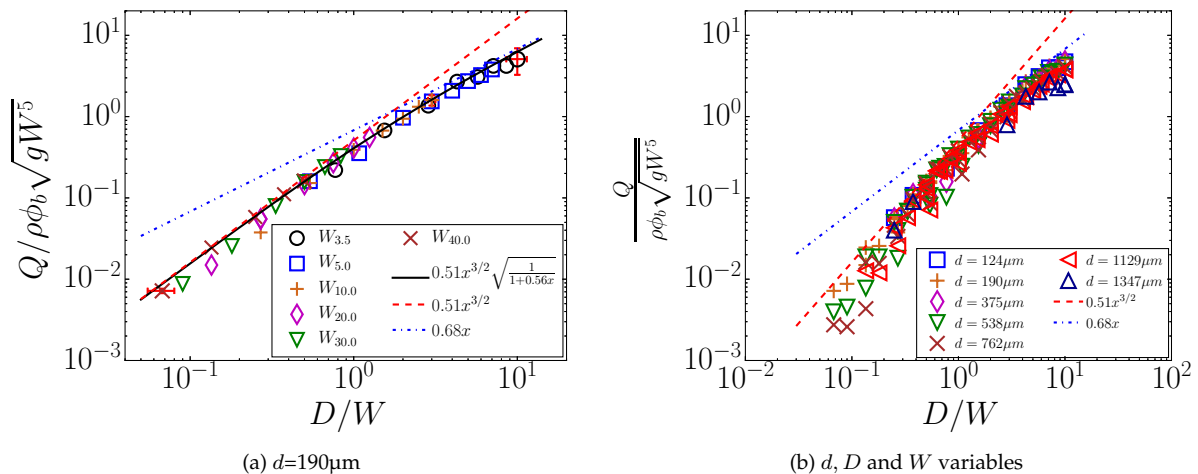 Q/ρϕ_b√gW^5
10^1
10^0
10^-1
10^-2
10^-3
10^-1
10^0
10^1
D/W
W_3.5
W_5.0
W_10.0
W_20.0
W_30.0
W_40.0
0.51x^3/2 √1/(1+0.56x)
0.51x^3/2
0.68x
(a) d=190µm
Q
ρϕ_b√gW^5
10^1
10^0
10^-1
10^-2
10^-3
10^-2
10^-1
10^0
10^1
10^2
D/W
d = 124µm
d = 190µm
d = 375µm
d = 538µm
d = 762µm
d = 1129µm
d = 1347µm
0.51x^3/2
0.68x
(b) d, D and W variables